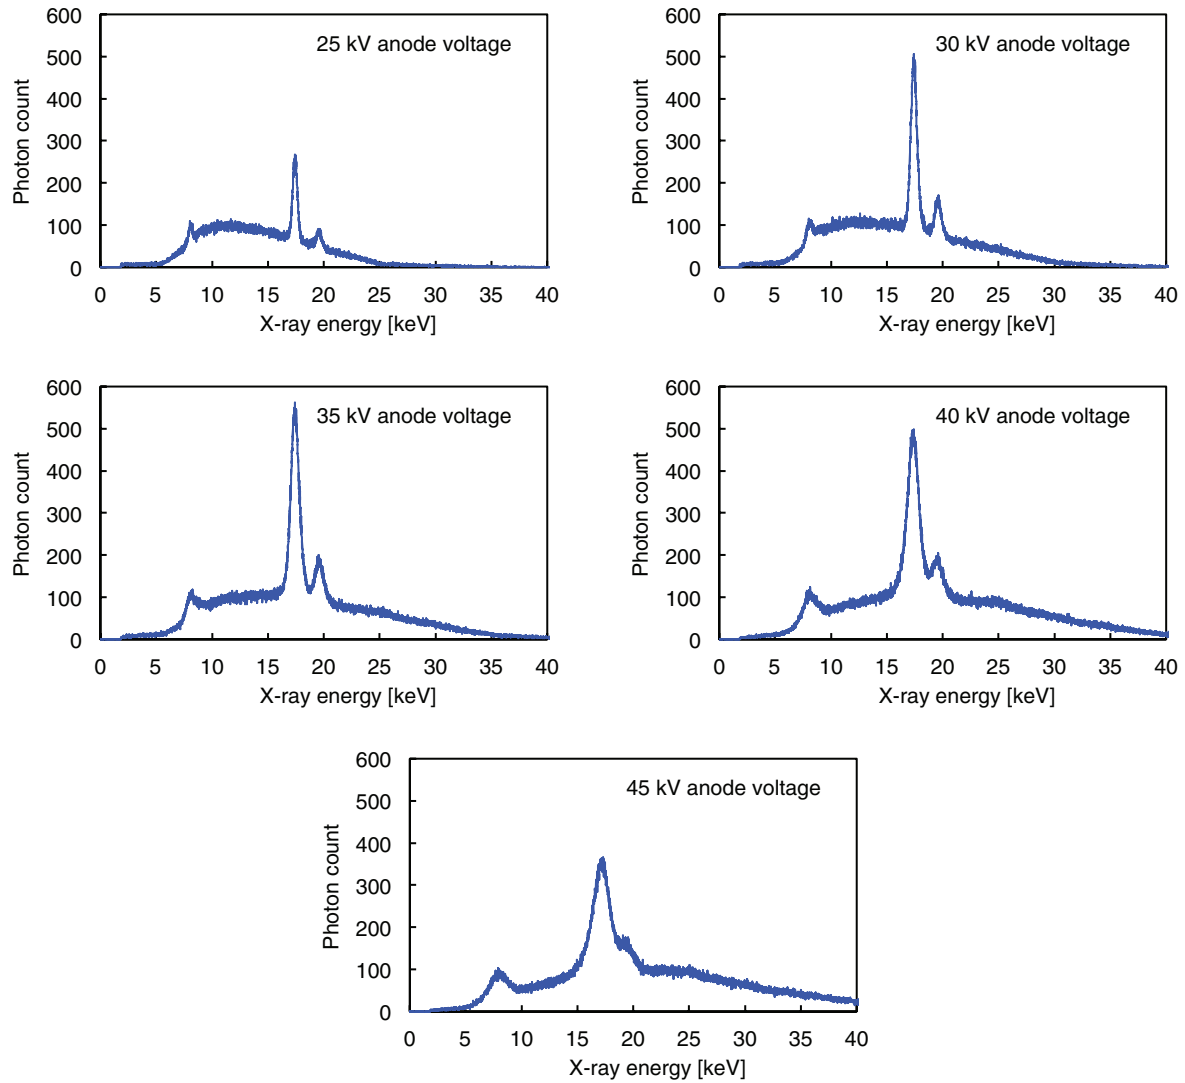 25 kV anode voltage
Photon count
600
500
400
300
200
100
0
0 5 10 15 20 25 30 35 40
X-ray energy [keV]
30 kV anode voltage
Photon count
600
500
400
300
200
100
0
0 5 10 15 20 25 30 35 40
X-ray energy [keV]
35 kV anode voltage
Photon count
600
500
400
300
200
100
0
0 5 10 15 20 25 30 35 40
X-ray energy [keV]
40 kV anode voltage
Photon count
600
500
400
300
200
100
0
0 5 10 15 20 25 30 35 40
X-ray energy [keV]
45 kV anode voltage
Photon count
600
500
400
300
200
100
0
0 5 10 15 20 25 30 35 40
X-ray energy [keV]